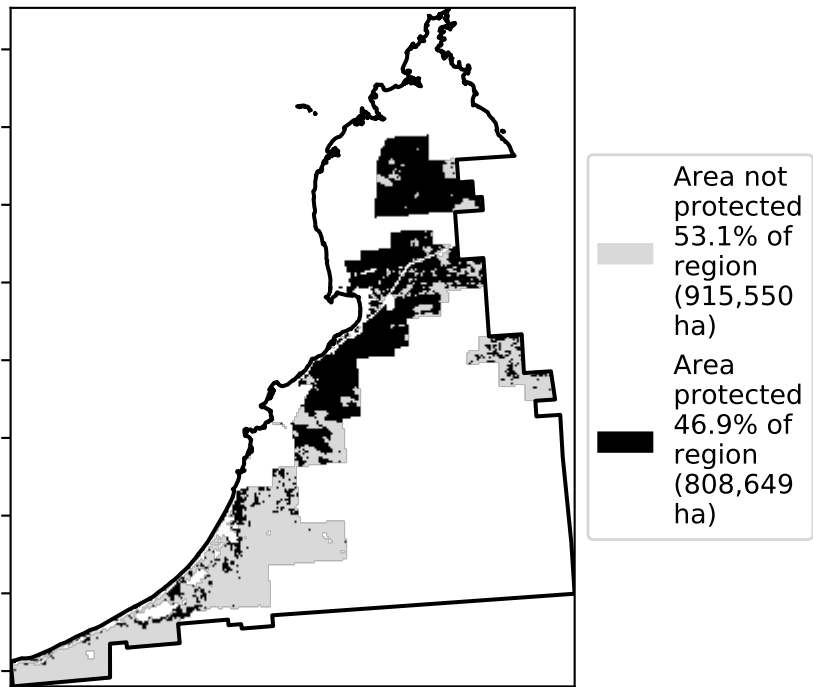 Area not
protected
53.1% of
region
(915,550
ha)
Area
protected
46.9% of
region
(808,649
ha)